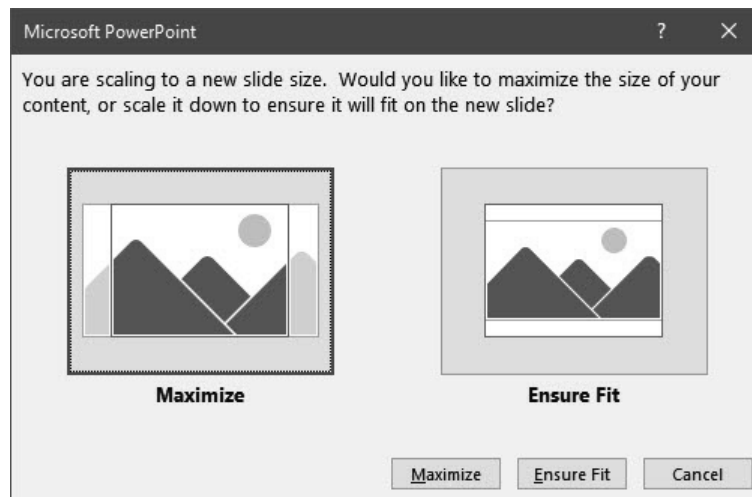 Microsoft PowerPoint ? ×
You are scaling to a new slide size. Would you like to maximize the size of your
content, or scale it down to ensure it will fit on the new slide?
Maximize Ensure Fit
Maximize Ensure Fit Cancel